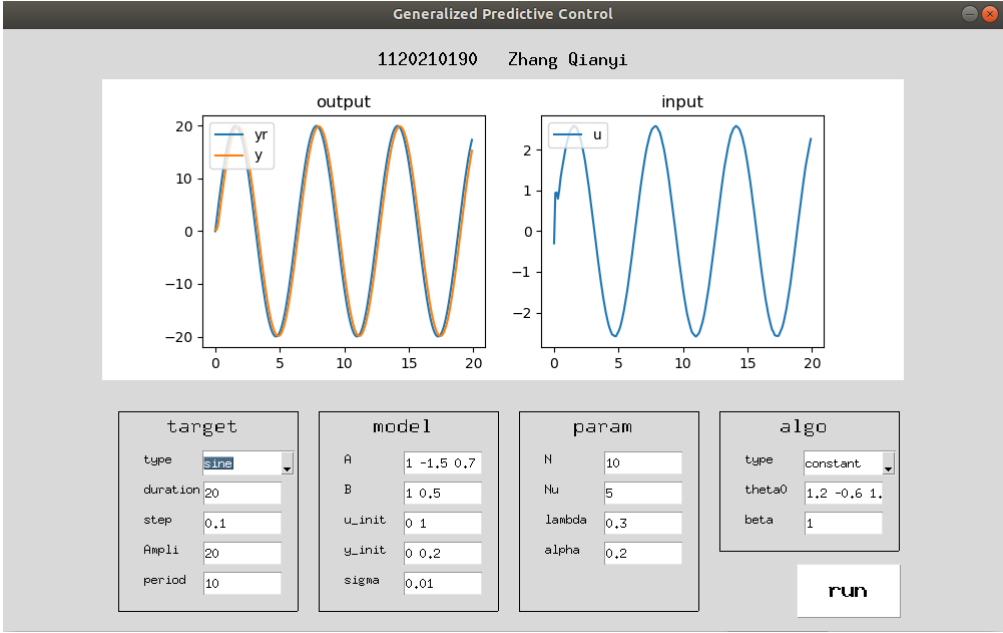 Generalized Predictive Control
1120210190 Zhang Qianyi
output
yr
y
20
10
0
−10
−20
0 5 10 15 20
input
u
2
1
0
−1
−2
0 5 10 15 20
target
type sine
duration 20
step 0.1
Ampli 20
period 10
model
A 1 -1.5 0.7
B 1 0.5
u_init 0 1
y_init 0 0.2
sigma 0.01
param
N 10
Nu 5
lambda 0.3
alpha 0.2
algo
type constant
theta0 1.2 -0.6 1.
beta 1
run